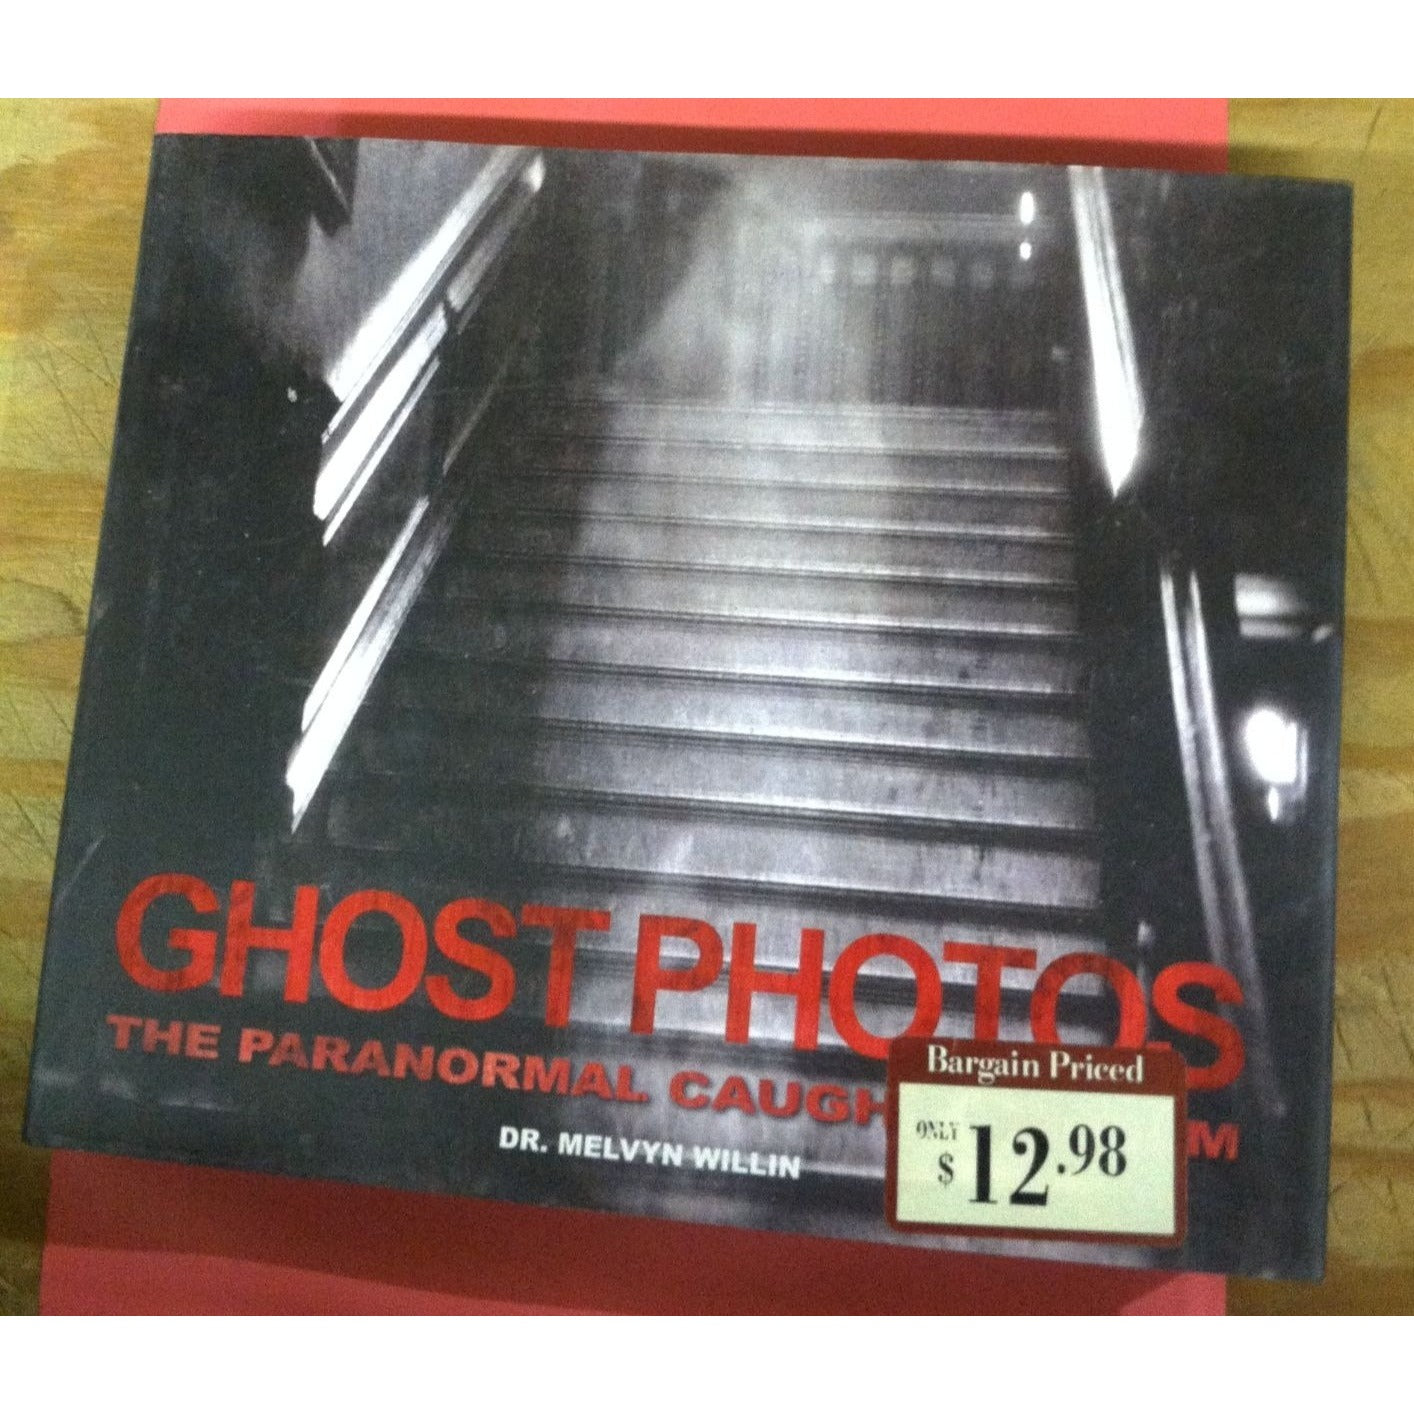 GHOST PHOTOS
THE PARANORMAL CAUGH M
DR. MELVYN WILLIN
Bargain Priced
ONLY
$12.98